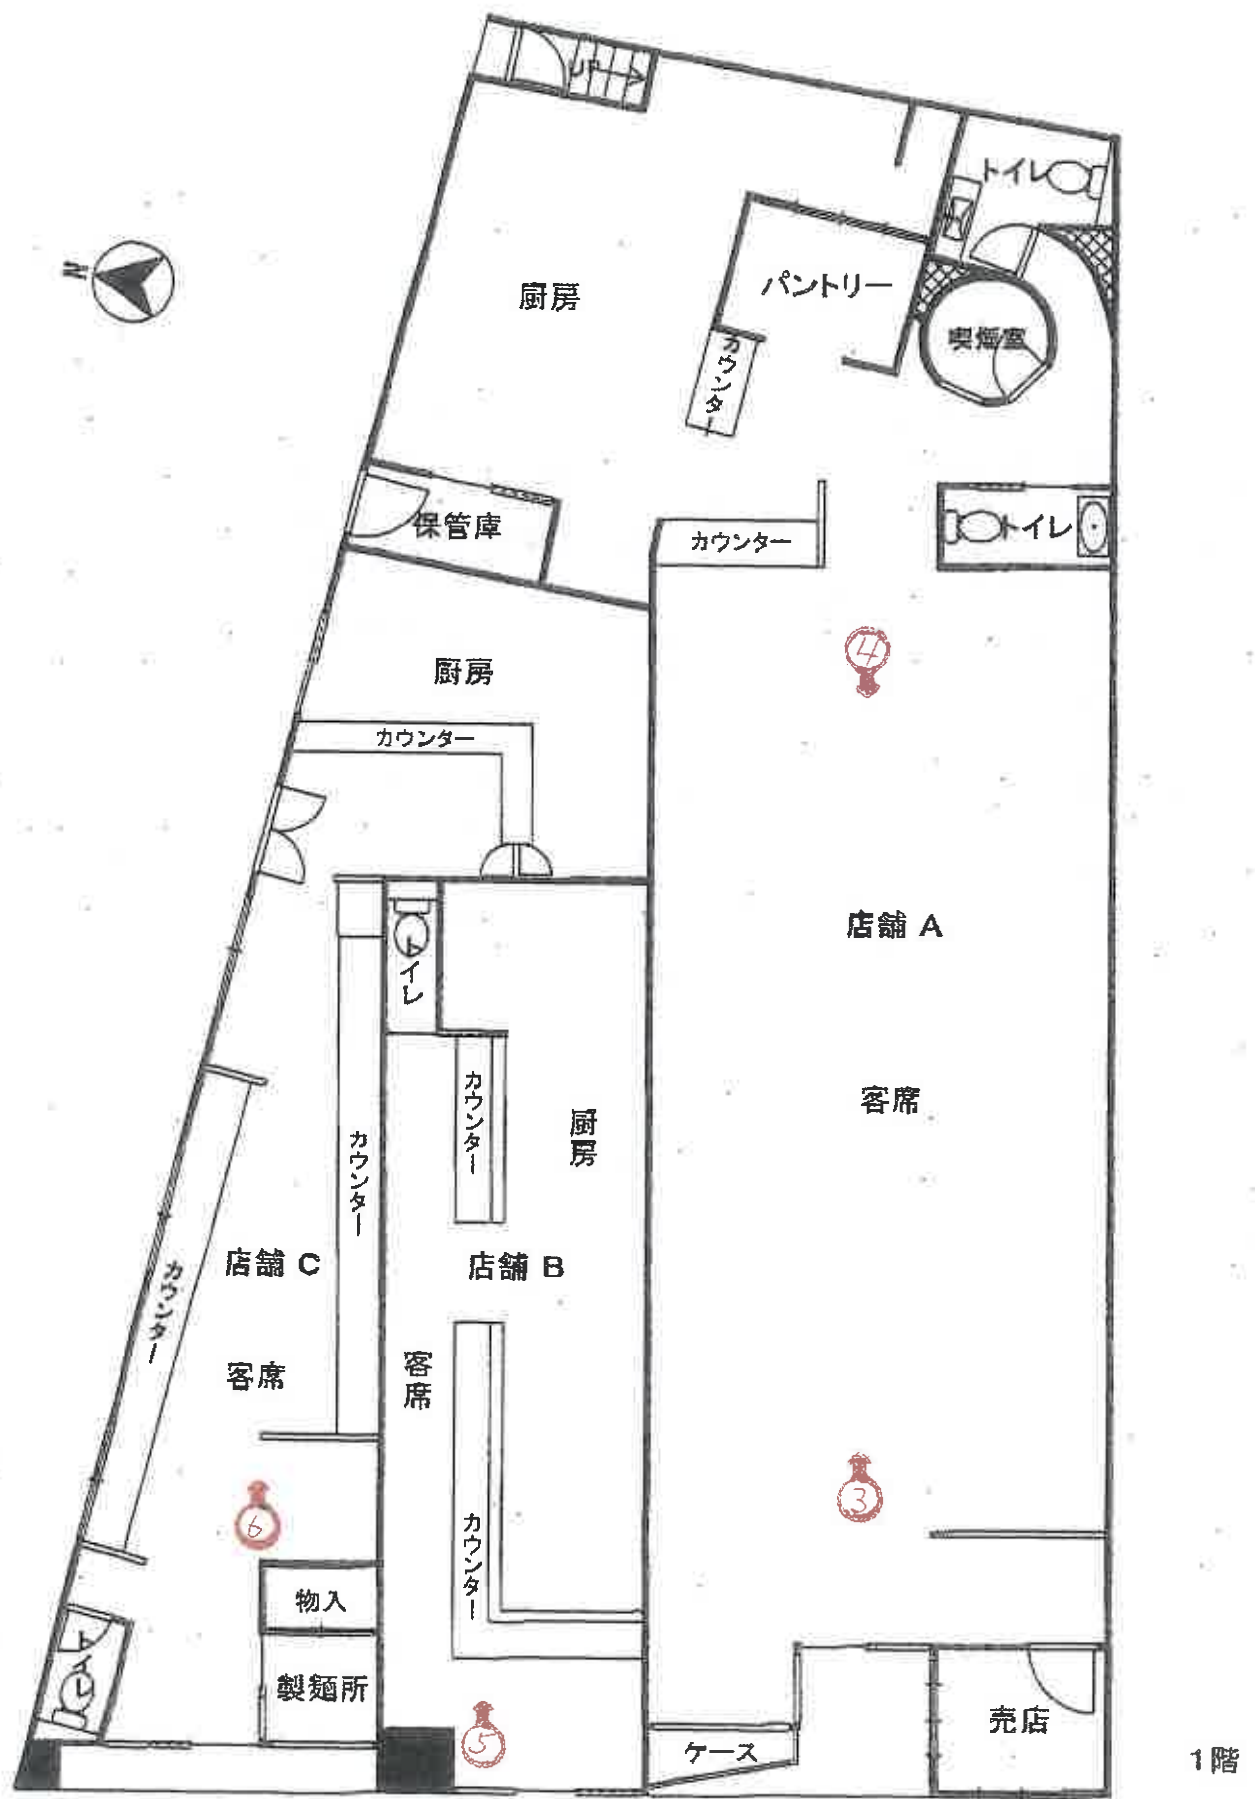 UP
トイレ
N
パントリー
厨房
喫煙室
カウンター
保管庫
トイレ
カウンター
4
厨房
カウンター
店舗 A
トイレ
カウンター
厨房
客席
カウンター
店舗 C
店舗 B
カウンター
客席
客席
3
6
カウンター
物入
トイレ
製麺所
売店
5
ケース
1階